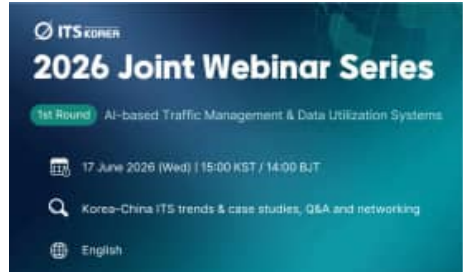 ITS KOREA
2026 Joint Webinar Series
1st Round AI-based Traffic Management & Data Utilization Systems
17 June 2026 (Wed) | 15:00 KST / 14:00 BJT
Korea-China ITS trends & case studies, Q&A and networking
English